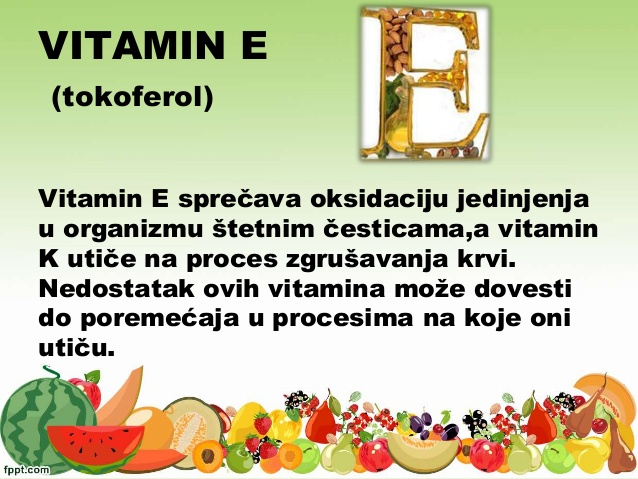 VITAMIN E
(tokoferol)
E
Vitamin E sprečava oksidaciju jedinjenja
u organizmu štetnim česticama,a vitamin
K utiče na proces zgrušavanja krvi.
Nedostatak ovih vitamina može dovesti
do poremećaja u procesima na koje oni
utiču.
fppt.com